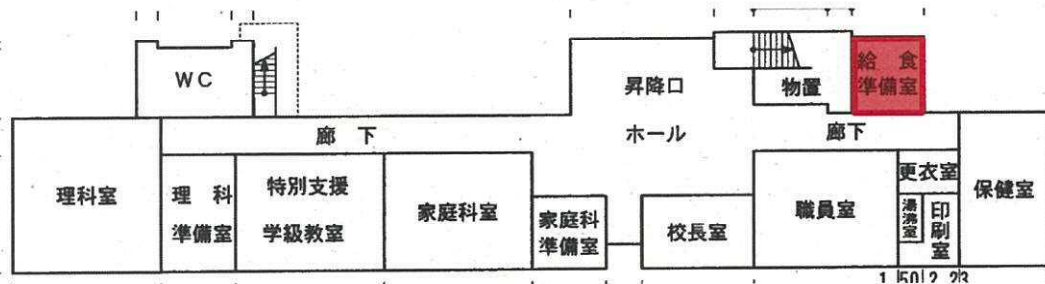 WC
昇降口
ホール
物置
給食
準備室
廊下
廊下
理科室
理科
準備室
特別支援
学級教室
家庭科室
家庭科
準備室
校長室
職員室
更衣室
湯沸室
印刷室
保健室